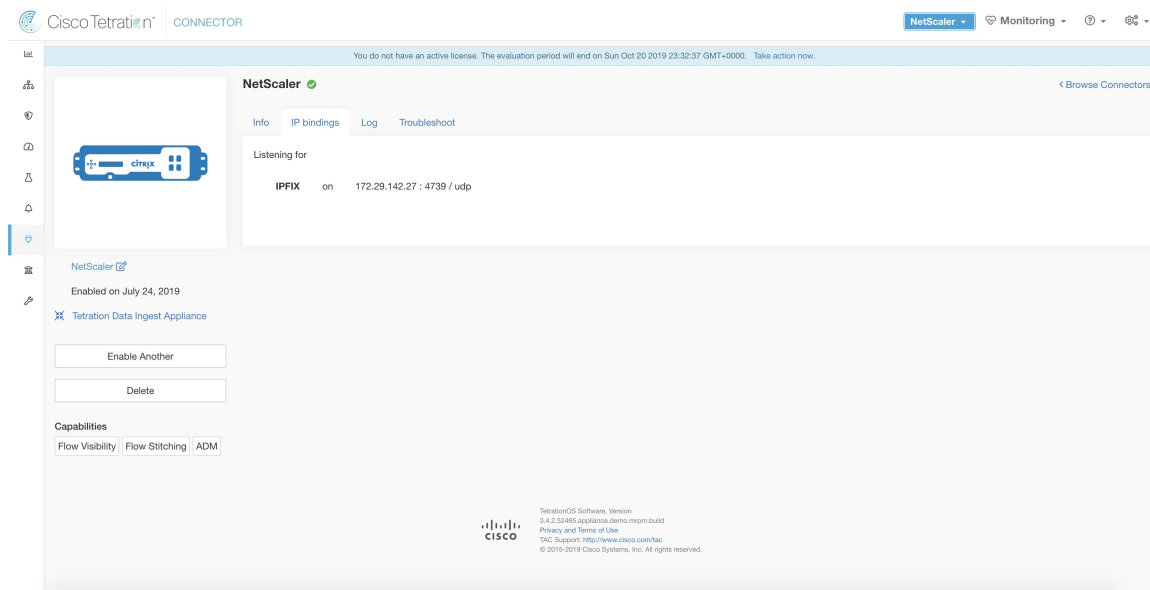 Cisco Tetration™ CONNECTOR
NetScaler Monitoring
You do not have an active license. The evaluation period will end on Sun Oct 20 2019 23:32:37 GMT+0000. Take action now.
NetScaler
< Browse Connectors
Info IP bindings Log Troubleshoot
Listening for
IPFIX on 172.29.142.27 : 4739 / udp
CITRIX
NetScaler
Enabled on July 24, 2019
Tetration Data Ingest Appliance
Enable Another
Delete
Capabilities
Flow Visibility Flow Stitching ADM
CISCO
TetrationOS Software, Version
3.4.2.52465.appliance.demo.mrpm.build
Privacy and Terms of Use
TAC Support: http://www.cisco.com/tac
© 2015-2019 Cisco Systems, Inc. All rights reserved.